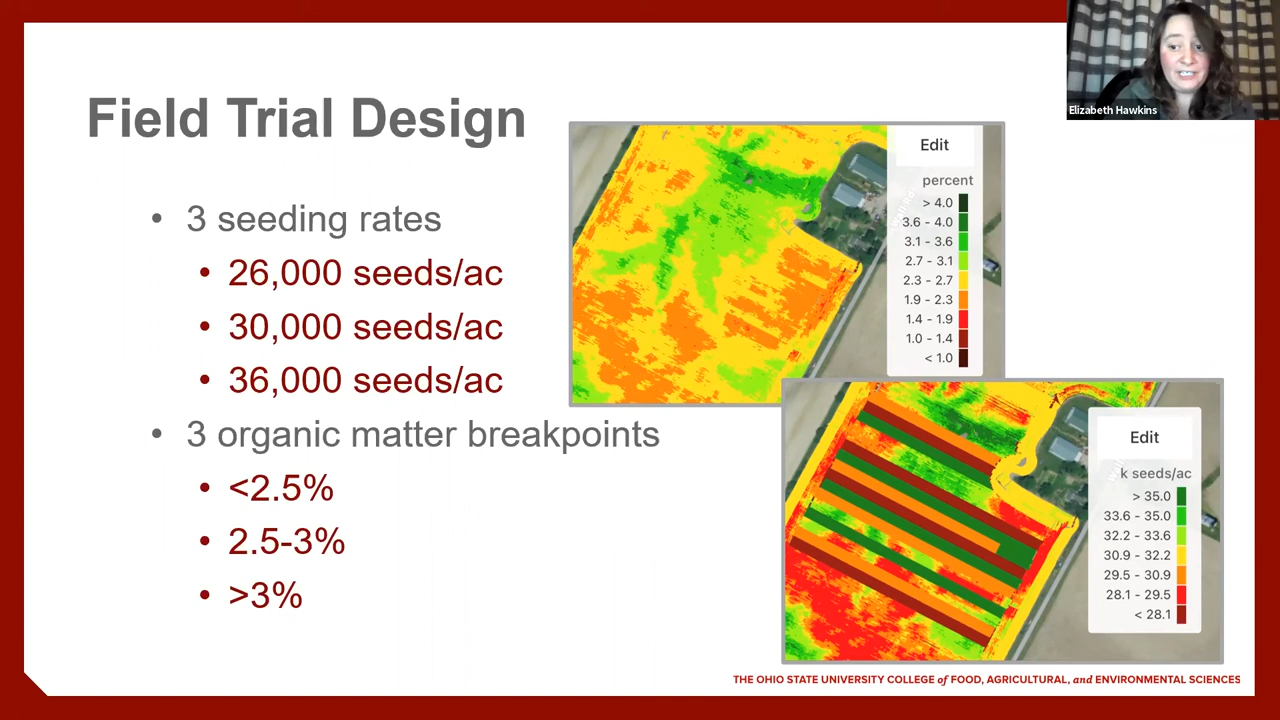 Elizabeth Hawkins
Field Trial Design
• 3 seeding rates
• 26,000 seeds/ac
• 30,000 seeds/ac
• 36,000 seeds/ac
• 3 organic matter breakpoints
• <2.5%
• 2.5-3%
• >3%
Edit
percent
> 4.0
3.6 - 4.0
3.1 - 3.6
2.7 - 3.1
2.3 - 2.7
1.9 - 2.3
1.4 - 1.9
1.0 - 1.4
< 1.0
Edit
k seeds/ac
> 35.0
33.6 - 35.0
32.2 - 33.6
30.9 - 32.2
29.5 - 30.9
28.1 - 29.5
< 28.1
THE OHIO STATE UNIVERSITY COLLEGE of FOOD, AGRICULTURAL, and ENVIRONMENTAL SCIENCES